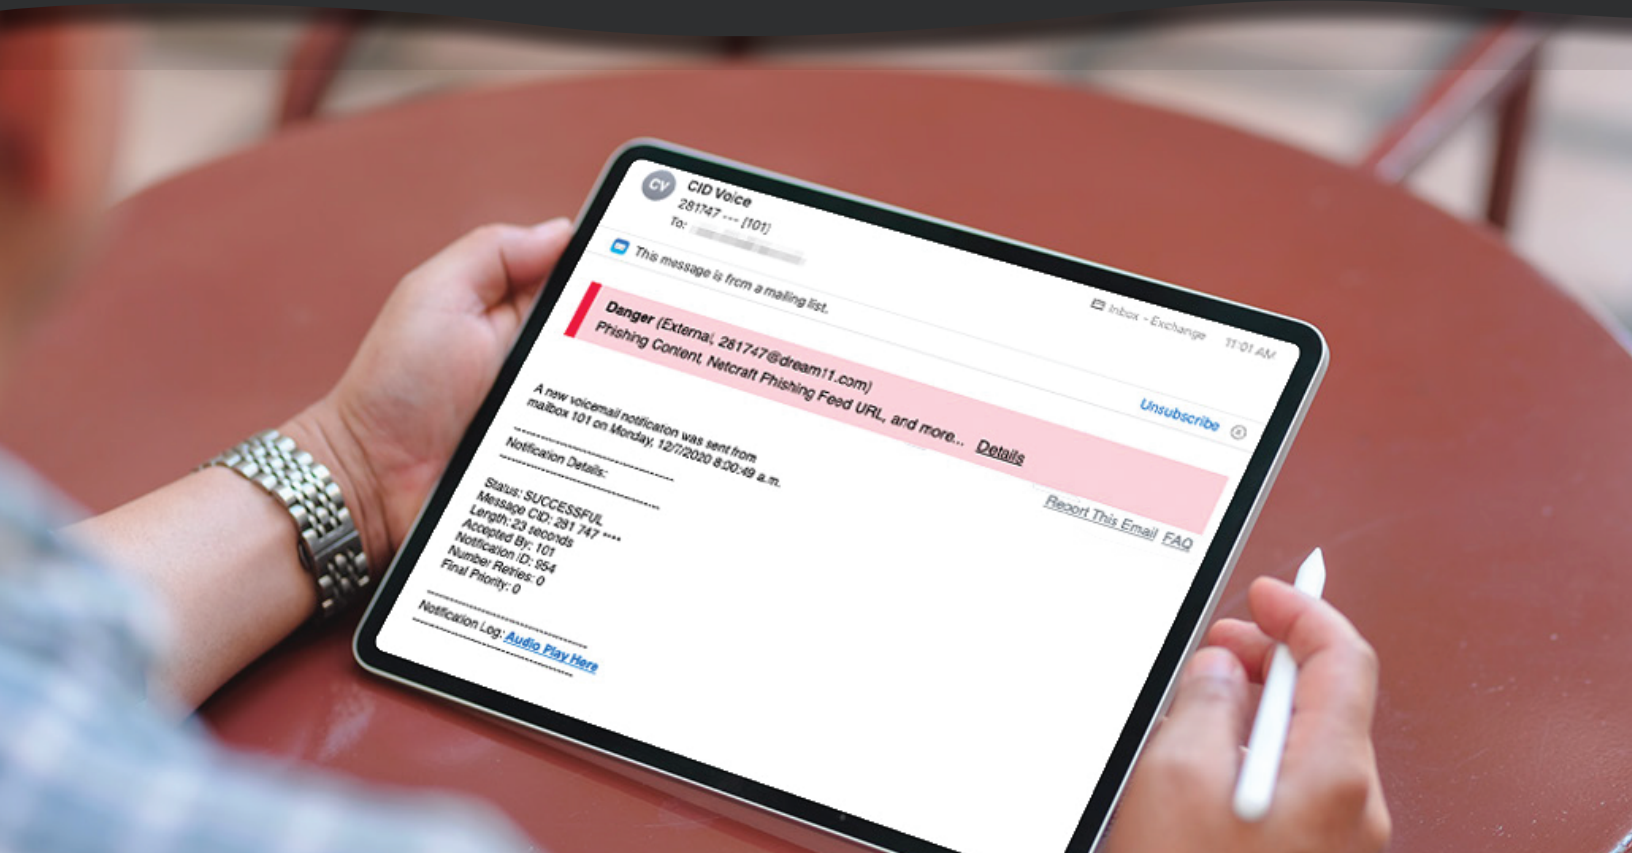 CV
CID Voice
281747 --- [101]
To:
Inbox - Exchange 11:01 AM
This message is from a mailing list.
Unsubscribe
Danger (External, 281747@dream11.com)
Phishing Content, Netcraft Phishing Feed URL, and more... Details
Report This Email FAQ
A new voicemail notification was sent from
mailbox 101 on Monday, 12/7/2020 8:00:49 a.m.
Notification Details:
Status: SUCCESSFUL
Message CID: 281 747 ****
Length: 23 seconds
Accepted By: 101
Notification ID: 954
Number Retries: 0
Final Priority: 0
Notification Log: Audio Play Here